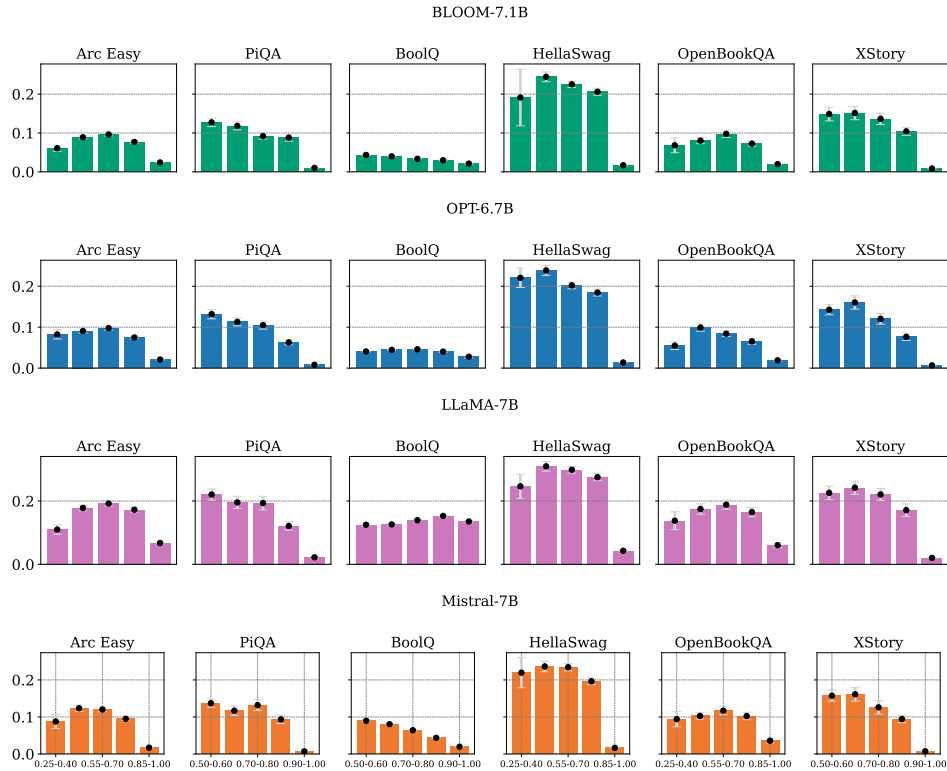 BLOOM-7.1B
Arc Easy PiQA BoolQ HellaSwag OpenBookQA XStory
0.2
0.1
0.0
OPT-6.7B
Arc Easy PiQA BoolQ HellaSwag OpenBookQA XStory
0.2
0.1
0.0
LLaMA-7B
Arc Easy PiQA BoolQ HellaSwag OpenBookQA XStory
0.2
0.0
Mistral-7B
Arc Easy PiQA BoolQ HellaSwag OpenBookQA XStory
0.2
0.1
0.0
0.25-0.40 0.55-0.70 0.85-1.00 0.50-0.60 0.70-0.80 0.90-1.00 0.50-0.60 0.70-0.80 0.90-1.00 0.25-0.40 0.55-0.70 0.85-1.00 0.25-0.40 0.55-0.70 0.85-1.00 0.50-0.60 0.70-0.80 0.90-1.00